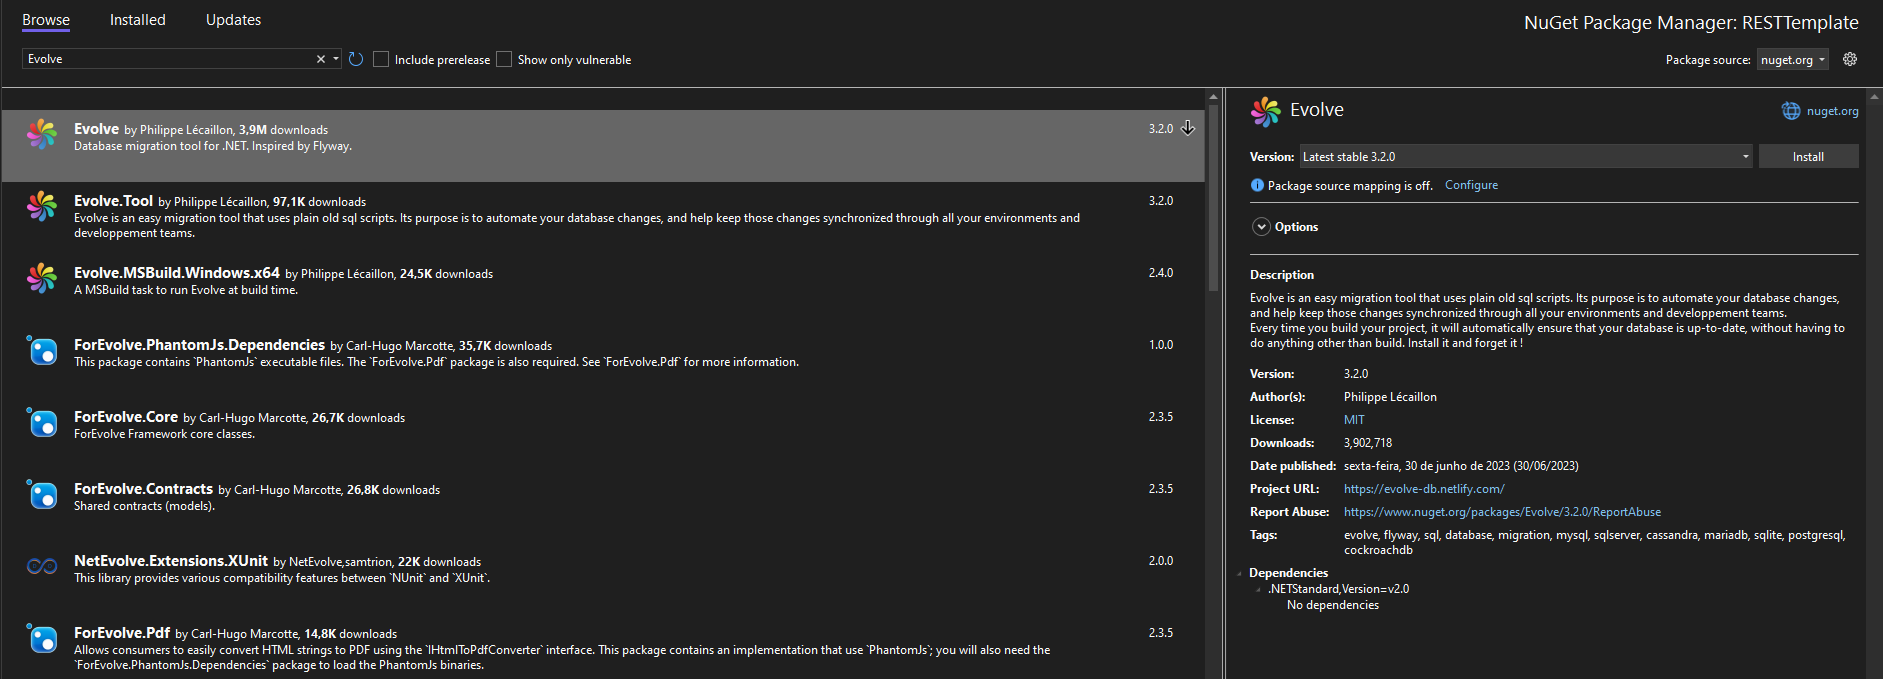 Browse Installed Updates
NuGet Package Manager: RESTTemplate
Evolve
Include prerelease
Show only vulnerable
Package source: nuget.org
Evolve by Philippe Lécaillon, 3,9M downloads
3.2.0
Database migration tool for .NET. Inspired by Flyway.
Evolve.Tool by Philippe Lécaillon, 97,1K downloads
3.2.0
Evolve is an easy migration tool that uses plain old sql scripts. Its purpose is to automate your database changes, and help keep those changes synchronized through all your environments and
developpement teams.
Evolve.MSBuild.Windows.x64 by Philippe Lécaillon, 24,5K downloads
2.4.0
A MSBuild task to run Evolve at build time.
ForEvolve.PhantomJs.Dependencies by Carl-Hugo Marcotte, 35,7K downloads
1.0.0
This package contains `PhantomJs` executable files. The `ForEvolve.Pdf` package is also required. See `ForEvolve.Pdf` for more information.
ForEvolve.Core by Carl-Hugo Marcotte, 26,7K downloads
2.3.5
ForEvolve Framework core classes.
ForEvolve.Contracts by Carl-Hugo Marcotte, 26,8K downloads
2.3.5
Shared contracts (models).
NetEvolve.Extensions.XUnit by NetEvolve,samtrion, 22K downloads
2.0.0
This library provides various compatibility features between `NUnit` and `XUnit`.
ForEvolve.Pdf by Carl-Hugo Marcotte, 14,8K downloads
2.3.5
Allows consumers to easily convert HTML strings to PDF using the `IHtmlToPdfConverter` interface. This package contains an implementation that use `PhantomJs`; you will also need the
`ForEvolve.PhantomJs.Dependencies` package to load the PhantomJs binaries.
Evolve
nuget.org
Version: Latest stable 3.2.0
Install
Package source mapping is off. Configure
Options
Description
Evolve is an easy migration tool that uses plain old sql scripts. Its purpose is to automate your database changes,
and help keep those changes synchronized through all your environments and developpement teams.
Every time you build your project, it will automatically ensure that your database is up-to-date, without having to
do anything other than build. Install it and forget it !
Version: 3.2.0
Author(s): Philippe Lécaillon
License: MIT
Downloads: 3,902,718
Date published: sexta-feira, 30 de junho de 2023 (30/06/2023)
Project URL: https://evolve-db.netlify.com/
Report Abuse: https://www.nuget.org/packages/Evolve/3.2.0/ReportAbuse
Tags: evolve, flyway, sql, database, migration, mysql, sqlserver, cassandra, mariadb, sqlite, postgresql,
cockroachdb
Dependencies
.NETStandard,Version=v2.0
No dependencies